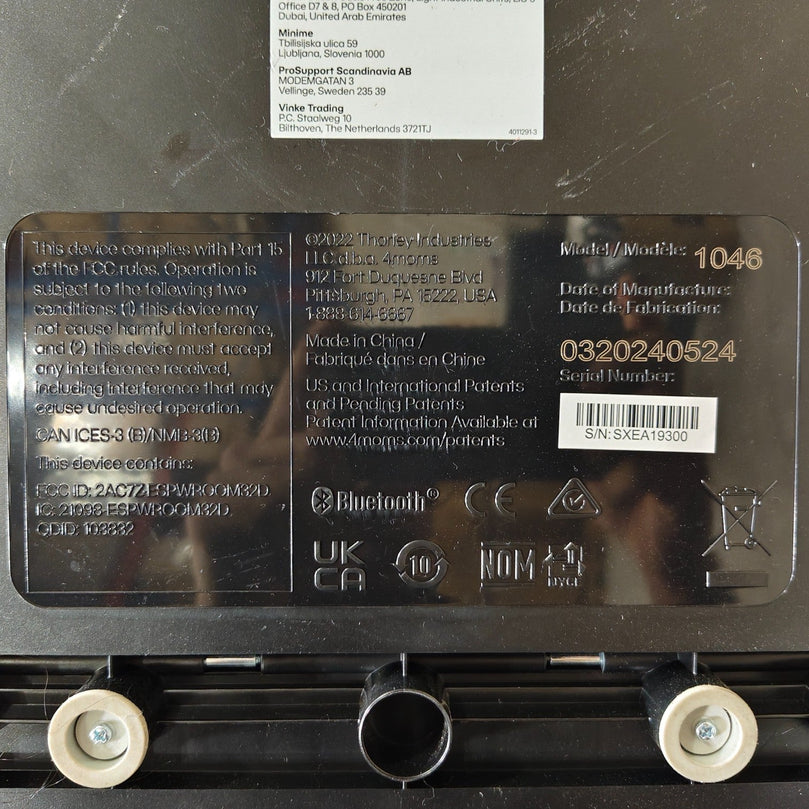 Office D7 & 8, PO Box 450201
Dubai, United Arab Emirates
Minime
Tbilisijska ulica 59
Ljubljana, Slovenia 1000
ProSupport Scandinavia AB
MODEMGATAN 3
Vellinge, Sweden 235 39
Vinke Trading
P.C. Staalweg 10
Bilthoven, The Netherlands 3721TJ
4011291-3
This device complies with Part 15
of the FCC rules. Operation is
subject to the following two
conditions: (1) this device may
not cause harmful interference,
and (2) this device must accept
any interference received,
including interference that may
cause undesired operation.
CAN ICES-3 (B)/NMB-3(B)
This device contains:
FCC ID: 2AC7Z-ESPWROOM32D
IC: 21098-ESPWROOM32D
QDID:
©2022 Thorley Industries
LLC d.b.a. 4moms
912 Fort Duquesne Blvd
Pittsburgh, PA 15222, USA
1-888-614-6667
Made in China /
Fabriqué dans en Chine
US and International Patents
and Pending Patents
Patent Information Available at
www.4moms.com/patents
Bluetooth®
CE
UK
CA
10
NOM
NYCE
Model / Modèle: 1046
Date of Manufacture:
Date de Fabrication:
0320240524
Serial Number:
S/N: SXEA19300